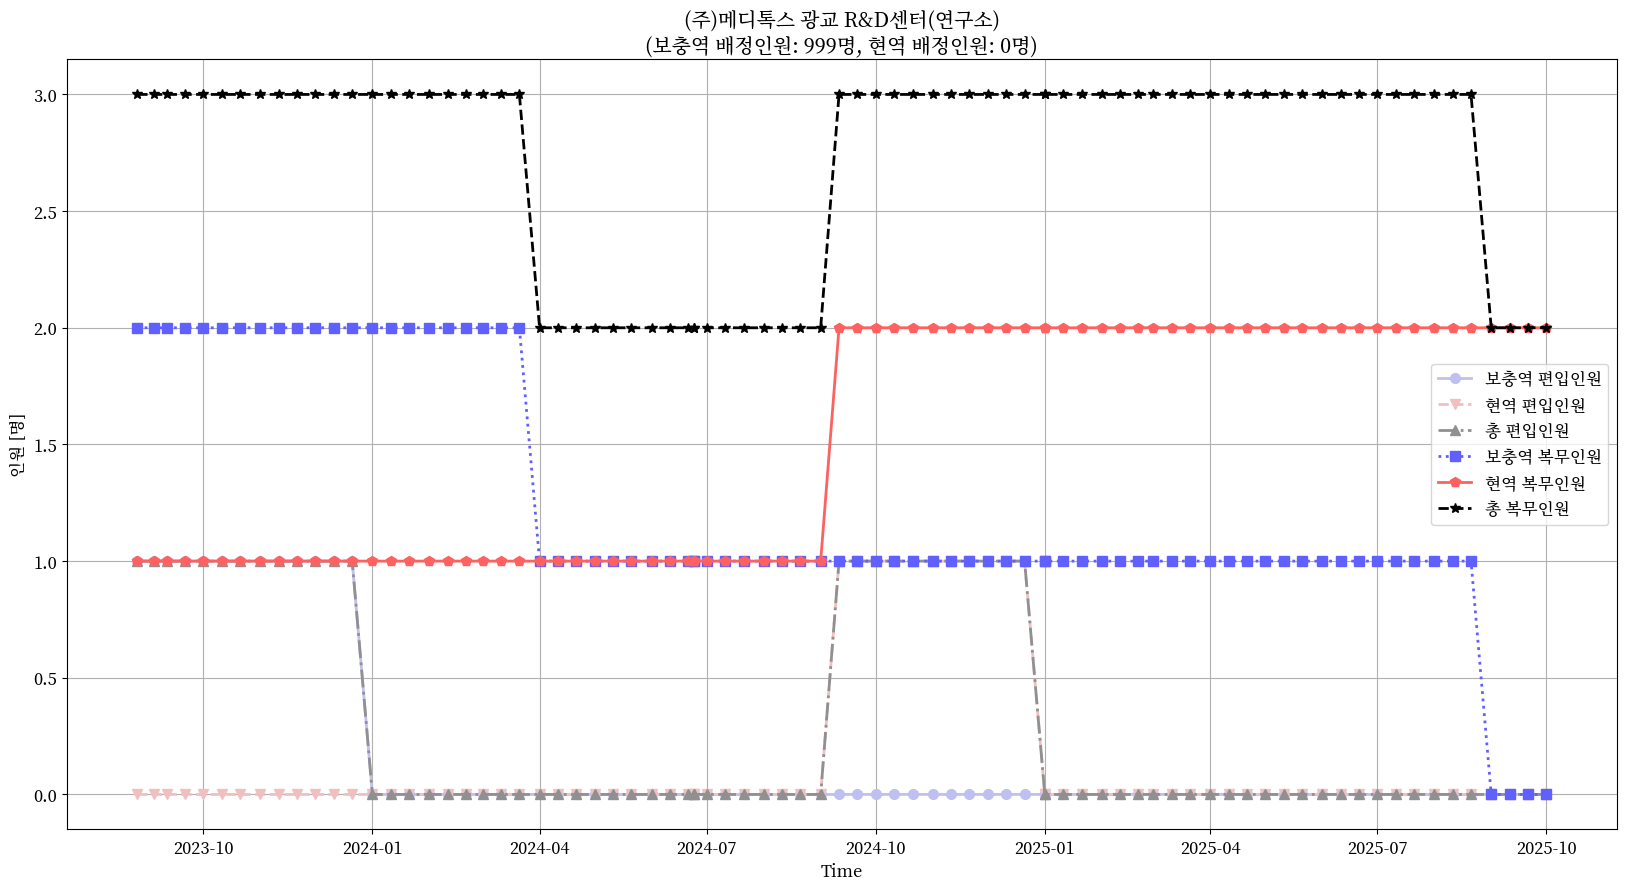 (주)메디톡스 광교 R&D센터(연구소)
(보충역 배정인원: 999명, 현역 배정인원: 0명)
인원 [명]
3.0
2.5
2.0
1.5
1.0
0.5
0.0
보충역 편입인원
현역 편입인원
총 편입인원
보충역 복무인원
현역 복무인원
총 복무인원
2023-10 2024-01 2024-04 2024-07 2024-10 2025-01 2025-04 2025-07 2025-10
Time